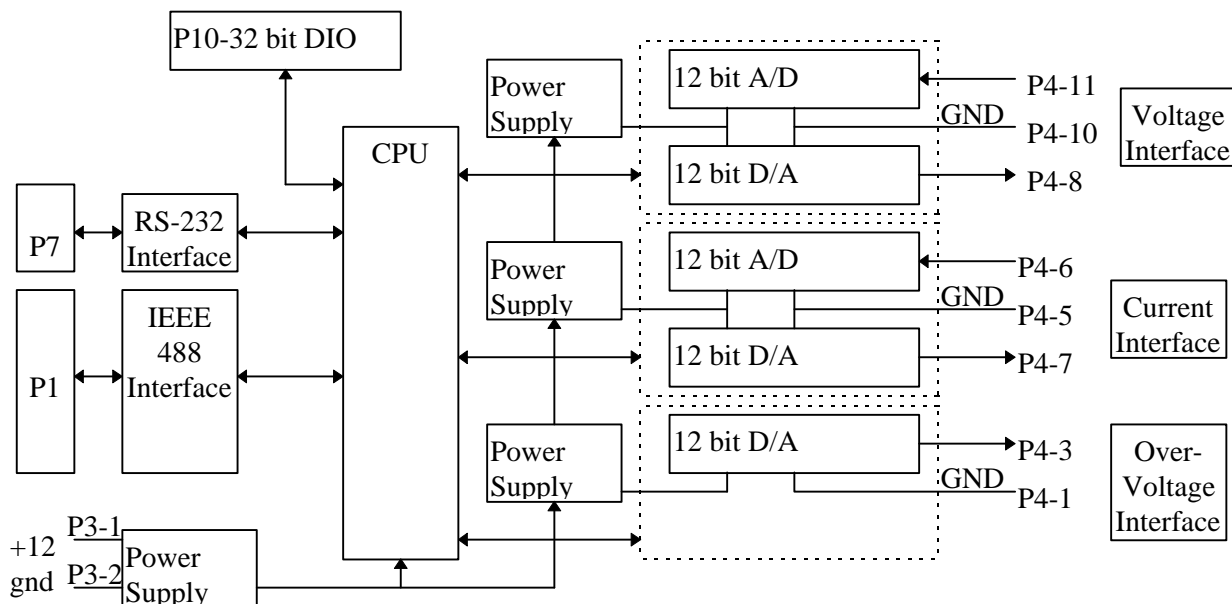 P10-32 bit DIO
CPU
P7
RS-232
Interface
P1
IEEE
488
Interface
+12
gnd
P3-1
P3-2
Power
Supply
Power
Supply
12 bit A/D
12 bit D/A
P4-11
GND
P4-10
P4-8
Voltage
Interface
Power
Supply
12 bit A/D
12 bit D/A
P4-6
GND
P4-5
P4-7
Current
Interface
Power
Supply
12 bit D/A
P4-3
GND
P4-1
Over-
Voltage
Interface